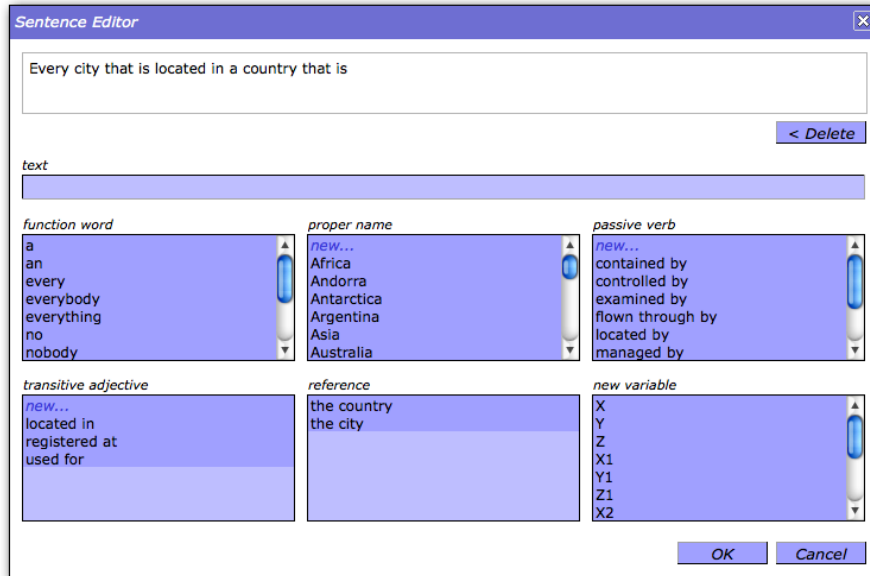 Sentence Editor
Every city that is located in a country that is
< Delete
text
function word
a
an
every
everybody
everything
no
nobody
proper name
new...
Africa
Andorra
Antarctica
Argentina
Asia
Australia
passive verb
new...
contained by
controlled by
examined by
flown through by
located by
managed by
transitive adjective
new...
located in
registered at
used for
reference
the country
the city
new variable
X
Y
Z
X1
Y1
Z1
X2
OK
Cancel